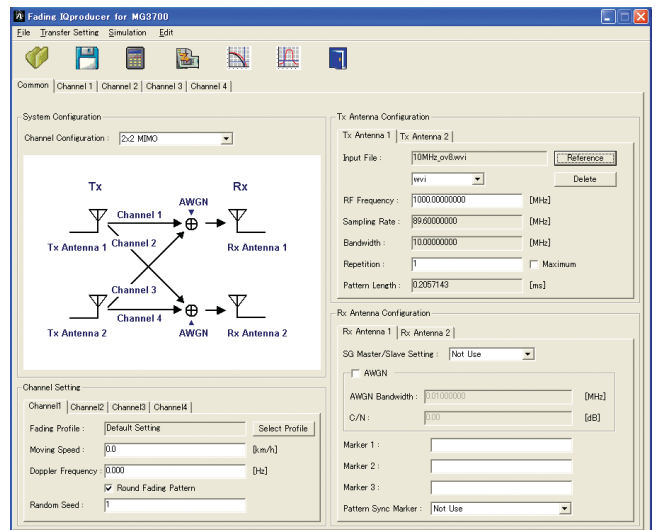 Fading IQproducer for MG3700
File Transfer Setting Simulation Edit
Common Channel 1 Channel 2 Channel 3 Channel 4
System Configuration
Channel Configuration : 2x2 MIMO
Tx Rx
AWGN
Channel 1
Tx Antenna 1 Channel 2 Rx Antenna 1
Channel 3
Channel 4
Tx Antenna 2 AWGN Rx Antenna 2
Channel Setting
Channel1 Channel2 Channel3 Channel4
Fading Profile : Default Setting Select Profile
Moving Speed : 0.0 [km/h]
Doppler Frequency : 0.000 [Hz]
Round Fading Pattern
Random Seed : 1
Tx Antenna Configuration
Tx Antenna 1 Tx Antenna 2
Input File : 10MHz_ov8.wvi Reference
wvi Delete
RF Frequency : 1000.00000000 [MHz]
Sampling Rate : 89.60000000 [MHz]
Bandwidth : 10.00000000 [MHz]
Repetition : 1 Maximum
Pattern Length : 0.2057143 [ms]
Rx Antenna Configuration
Rx Antenna 1 Rx Antenna 2
SG Master/Slave Setting : Not Use
AWGN
AWGN Bandwidth : 0.01000000 [MHz]
C/N : 0.00 [dB]
Marker 1 :
Marker 2 :
Marker 3 :
Pattern Sync Marker : Not Use